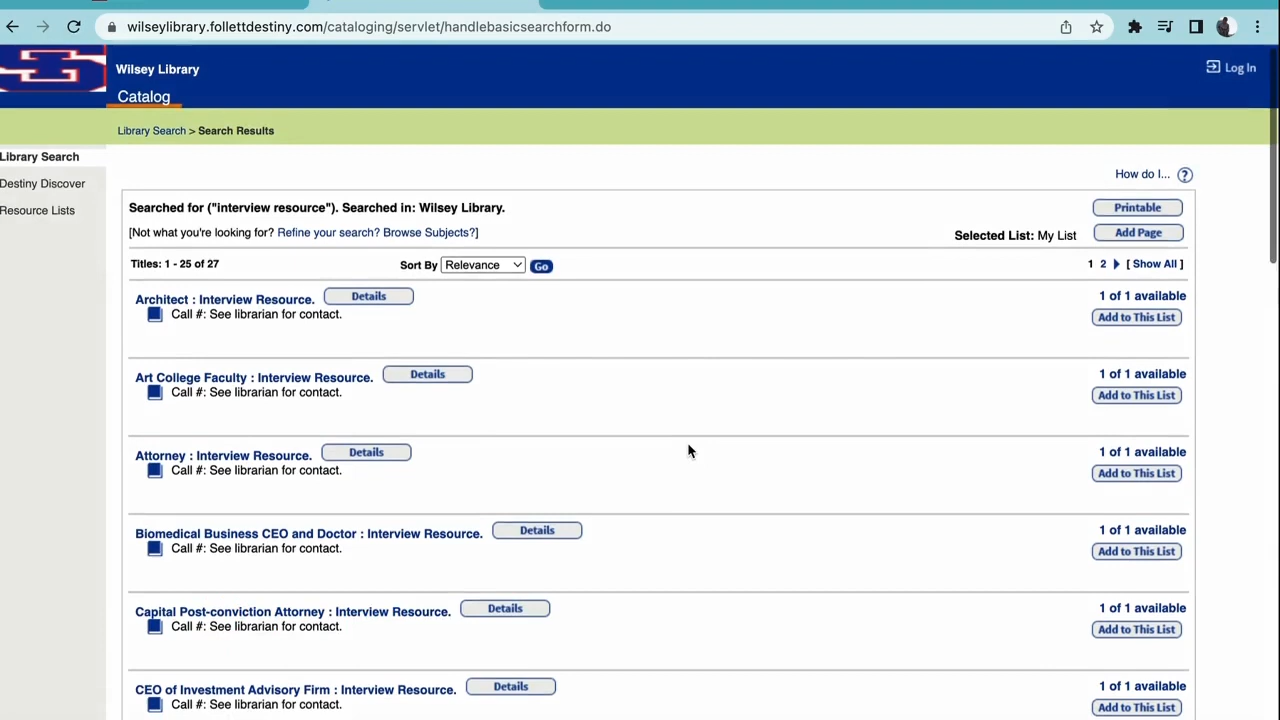 wilseylibrary.follettdestiny.com/cataloging/servlet/handlebasicsearchform.do
Wilsey Library
Log In
Catalog
Library Search > Search Results
Library Search
Destiny Discover
Resource Lists
How do I... ?
Searched for ("interview resource"). Searched in: Wilsey Library.
Printable
[Not what you're looking for? Refine your search? Browse Subjects?]
Selected List: My List
Add Page
Titles: 1 - 25 of 27
Sort By Relevance Go
1 2 [ Show All ]
Architect : Interview Resource. Details
1 of 1 available
Call #: See librarian for contact.
Add to This List
Art College Faculty : Interview Resource. Details
1 of 1 available
Call #: See librarian for contact.
Add to This List
Attorney : Interview Resource. Details
1 of 1 available
Call #: See librarian for contact.
Add to This List
Biomedical Business CEO and Doctor : Interview Resource. Details
1 of 1 available
Call #: See librarian for contact.
Add to This List
Capital Post-conviction Attorney : Interview Resource. Details
1 of 1 available
Call #: See librarian for contact.
Add to This List
CEO of Investment Advisory Firm : Interview Resource. Details
1 of 1 available
Call #: See librarian for contact.
Add to This List